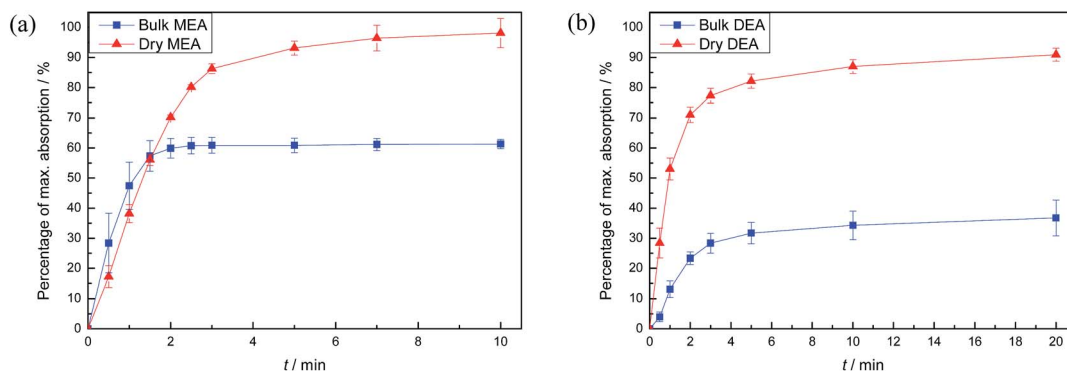 (a)
Bulk MEA
Dry MEA
Percentage of max. absorption / %
100
90
80
70
60
50
40
30
20
10
0
0 2 4 6 8 10
t / min
(b)
Bulk DEA
Dry DEA
Percentage of max. absorption / %
100
90
80
70
60
50
40
30
20
10
0
0 2 4 6 8 10 12 14 16 18 20
t / min